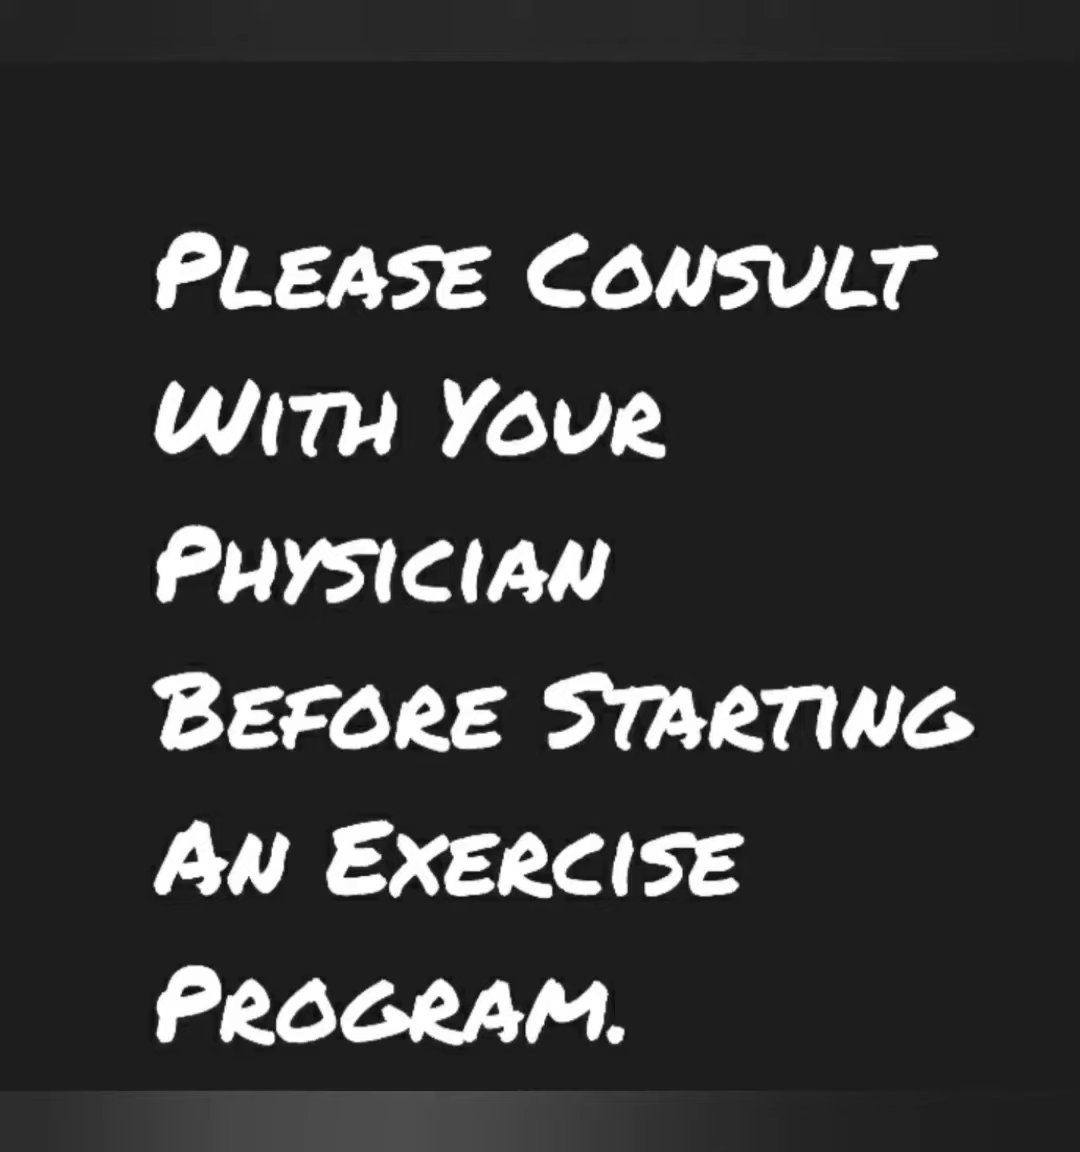 Please Consult
With Your
Physician
Before Starting
An Exercise
Program.